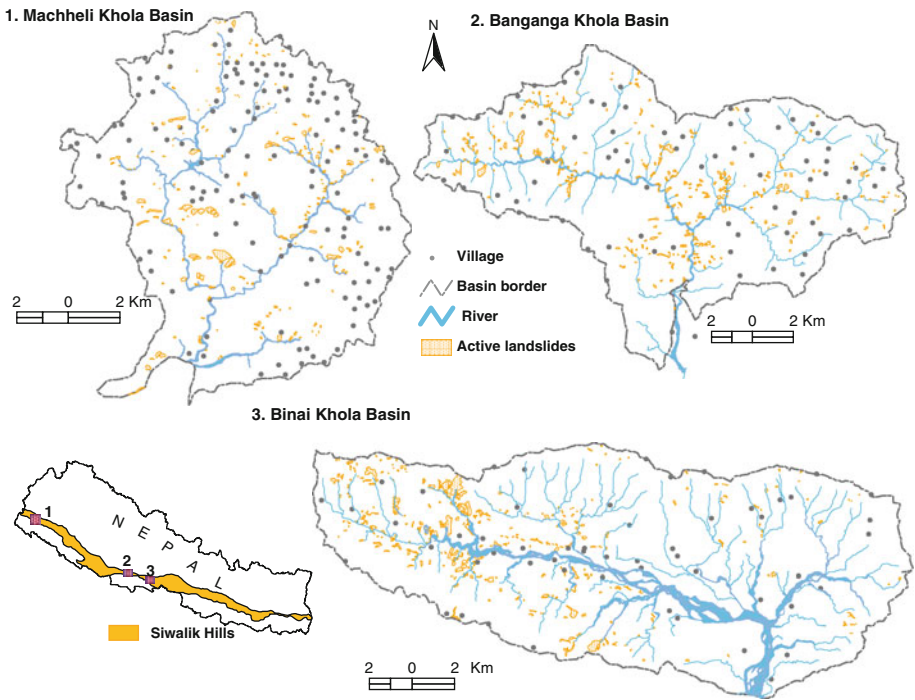 1. Machheli Khola Basin
N
2. Banganga Khola Basin
Village
Basin border
River
Active landslides
2 0 2 Km
2 0 2 Km
3. Binai Khola Basin
1
2
3
NEPAL
Siwalik Hills
2 0 2 Km